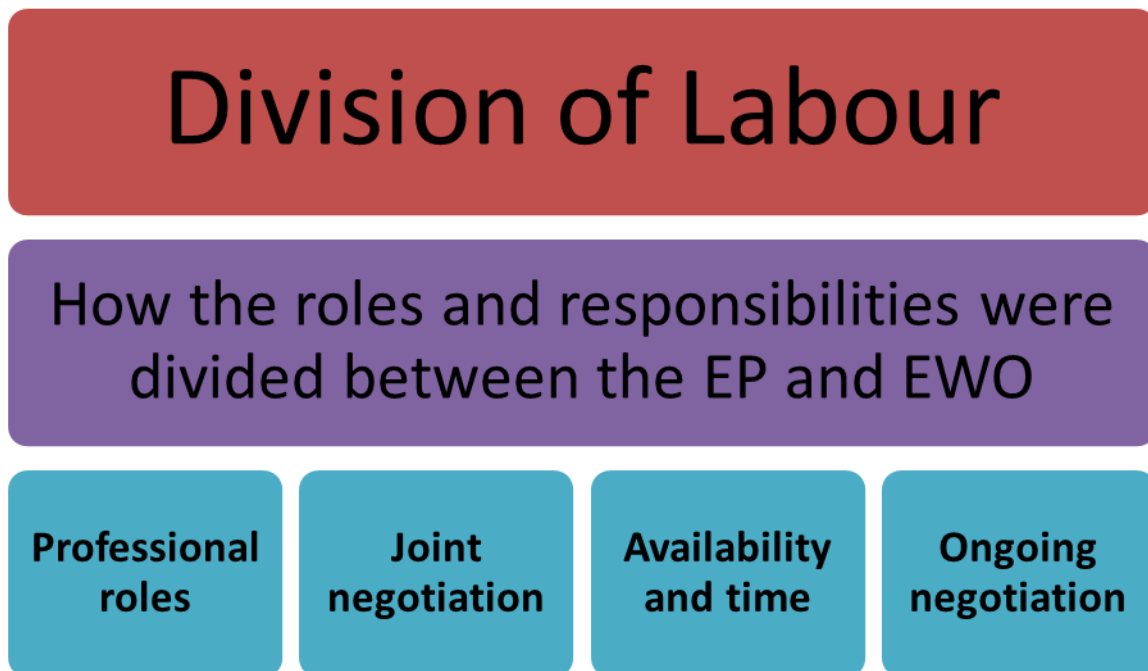 Division of Labour
How the roles and responsibilities were
divided between the EP and EWO
Professional
roles
Joint
negotiation
Availability
and time
Ongoing
negotiation